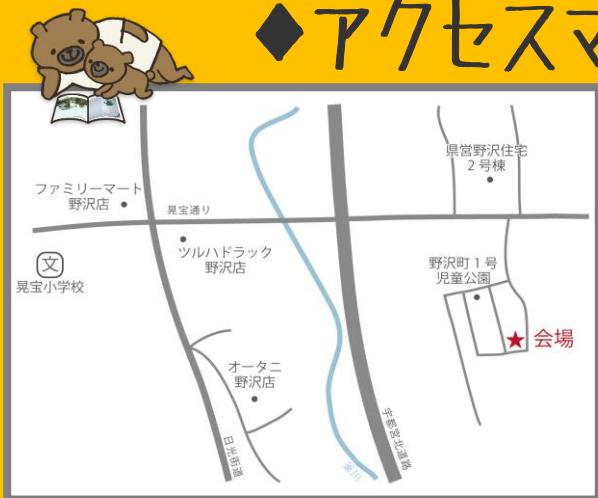 ◆アクセスマ
県営野沢住宅
2号棟
ファミリーマート
野沢店
晃宝通り
ツルハドラック
野沢店
文
晃宝小学校
野沢町1号
児童公園
★ 会場
オータニ
野沢店
日光街道
宇都宮北道路
釜川